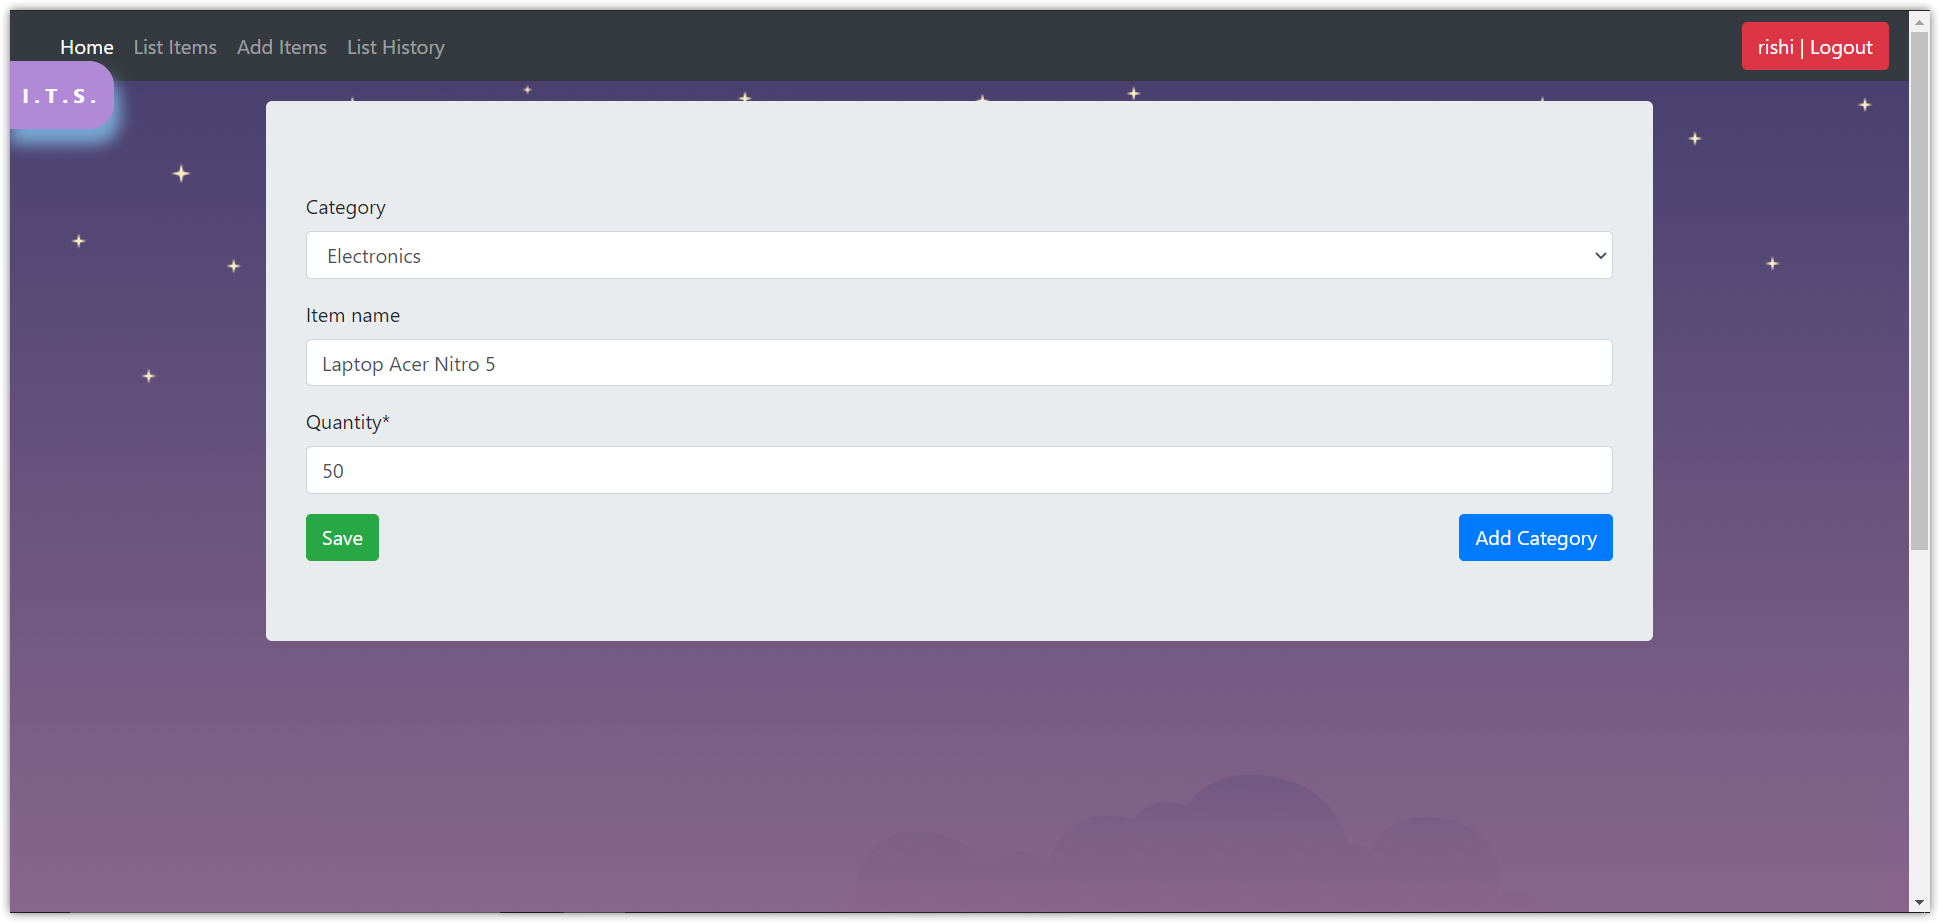 Home List Items Add Items List History rishi | Logout
I.T.S.
Category
Electronics
Item name
Laptop Acer Nitro 5
Quantity*
50
Save Add Category